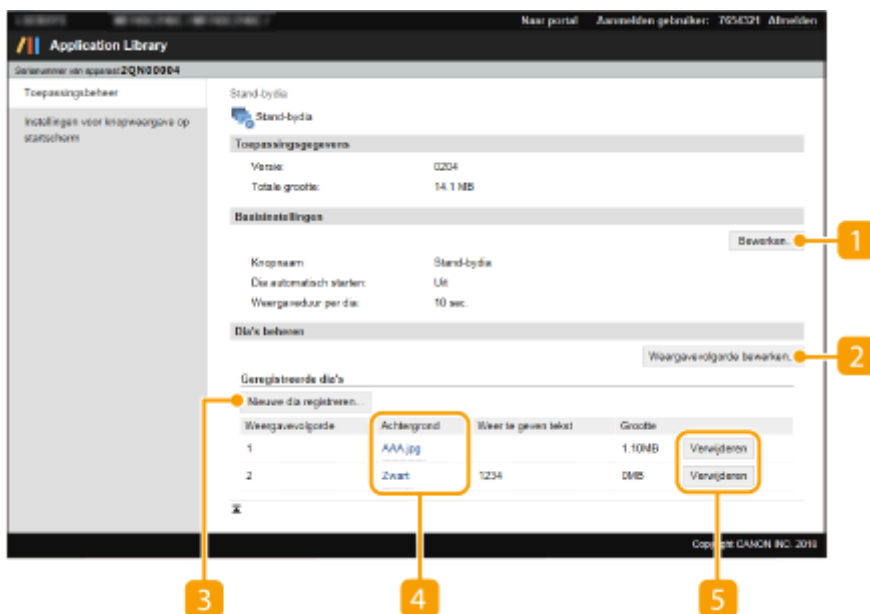 Naar portal Aanmelden gebruiker: 7654321 Afmelden
Application Library
Serienummer van apparaat:2QN00004
Toepassingsbeheer
Instellingen voor knopweergave op
startscherm
Stand-bydia
Stand-bydia
Toepassingsgegevens
Versie: 0204
Totale grootte: 14.1 MB
Basisinstellingen
Bewerken... 1
Knopnaam Stand-bydia
Dia automatisch starten: Uit
Weergaveduur per dia: 10 sec.
Dia's beheren
Weergavevolgorde bewerken... 2
Geregistreerde dia's
3 Nieuwe dia registreren...
Weergavevolgorde Achtergrond Weer te geven tekst Grootte
1 AAA.jpg 1.10MB Verwijderen
2 Zwart 1234 0MB Verwijderen
Copyright CANON INC. 2018
3 4 5